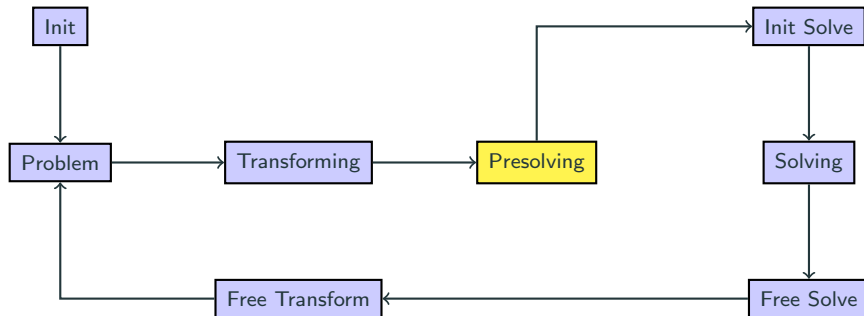 Init
Init Solve
Problem
Transforming
Presolving
Solving
Free Transform
Free Solve